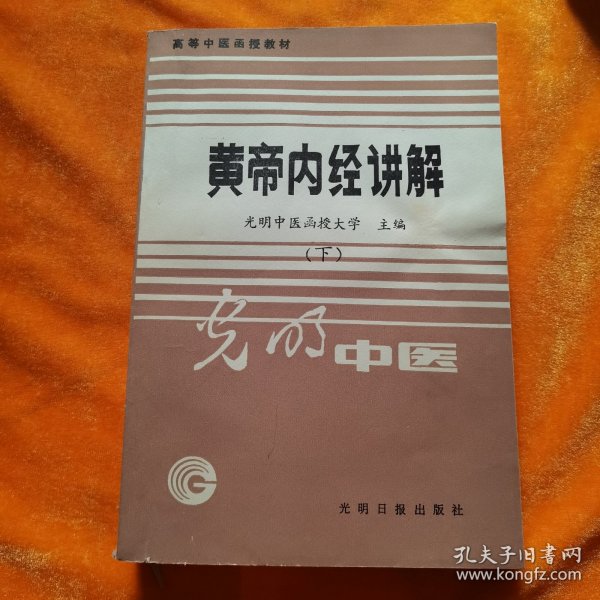 高等中医函授教材
黄帝内经讲解
光明中医函授大学 主编
（下）
光明中医
光明日报出版社
孔夫子旧书网
www.kongfz.com